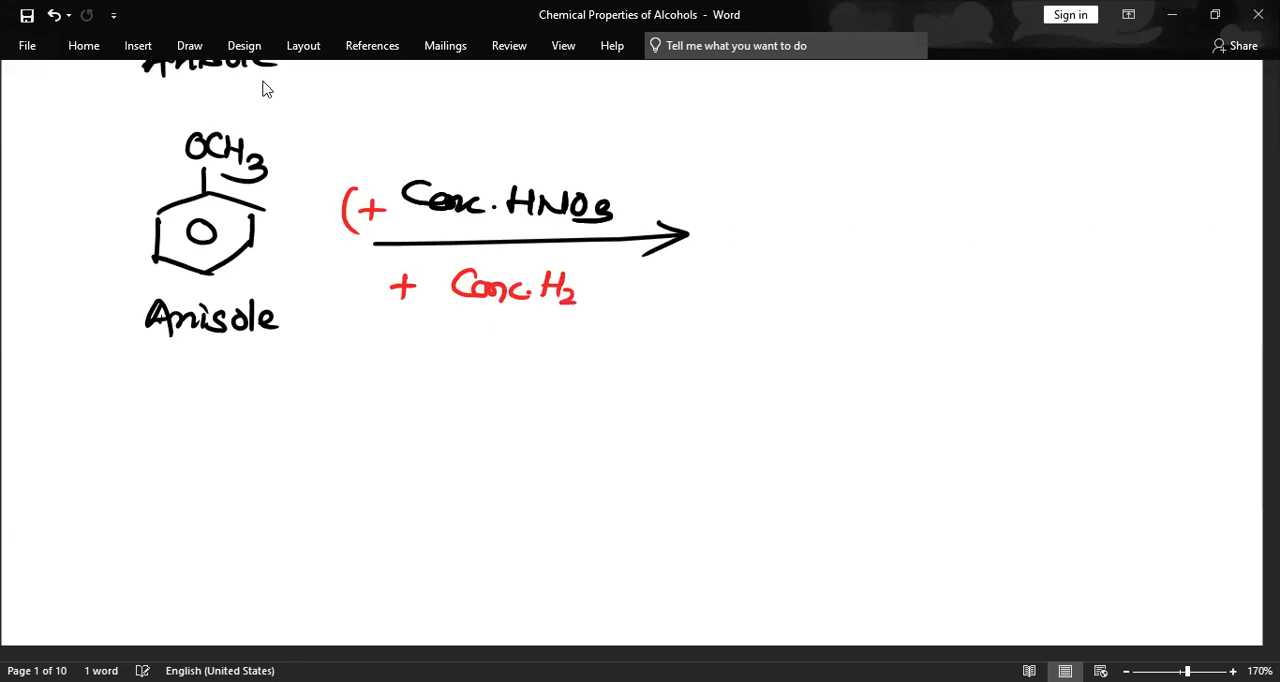 Chemical Properties of Alcohols - Word
Sign in
File Home Insert Draw Design Layout References Mailings Review View Help Tell me what you want to do Share
Anisole
OCH3
(+ Conc. HNO3
+ Conc. H2
Anisole
Page 1 of 10 1 word English (United States) 170%